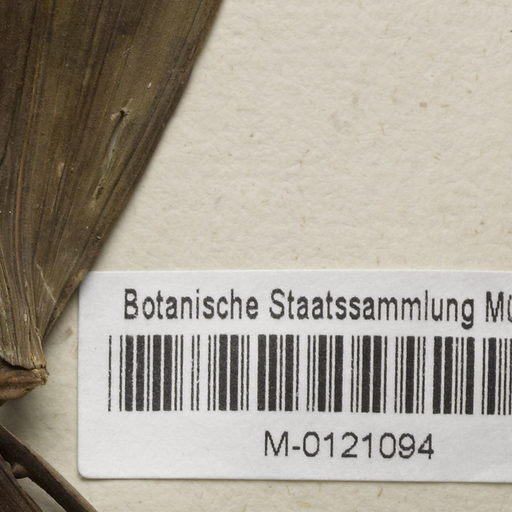 Botanische Staatssammlung Mü
M-0121094